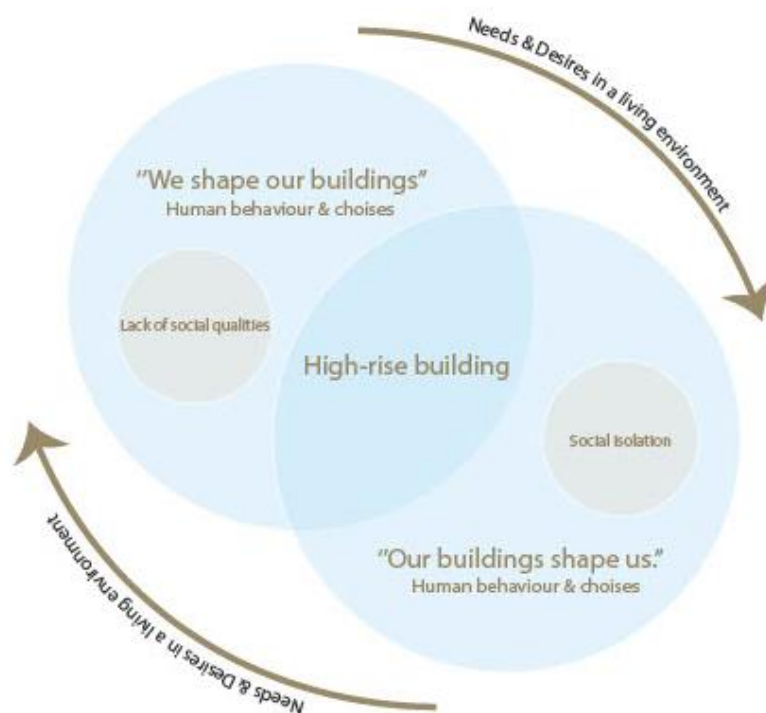 Needs & Desires in a living environment
“We shape our buildings”
Human behaviour & choises
Lack of social qualities
High-rise building
Social isolation
“Our buildings shape us.”
Human behaviour & choises
Needs & Desires in a living environment